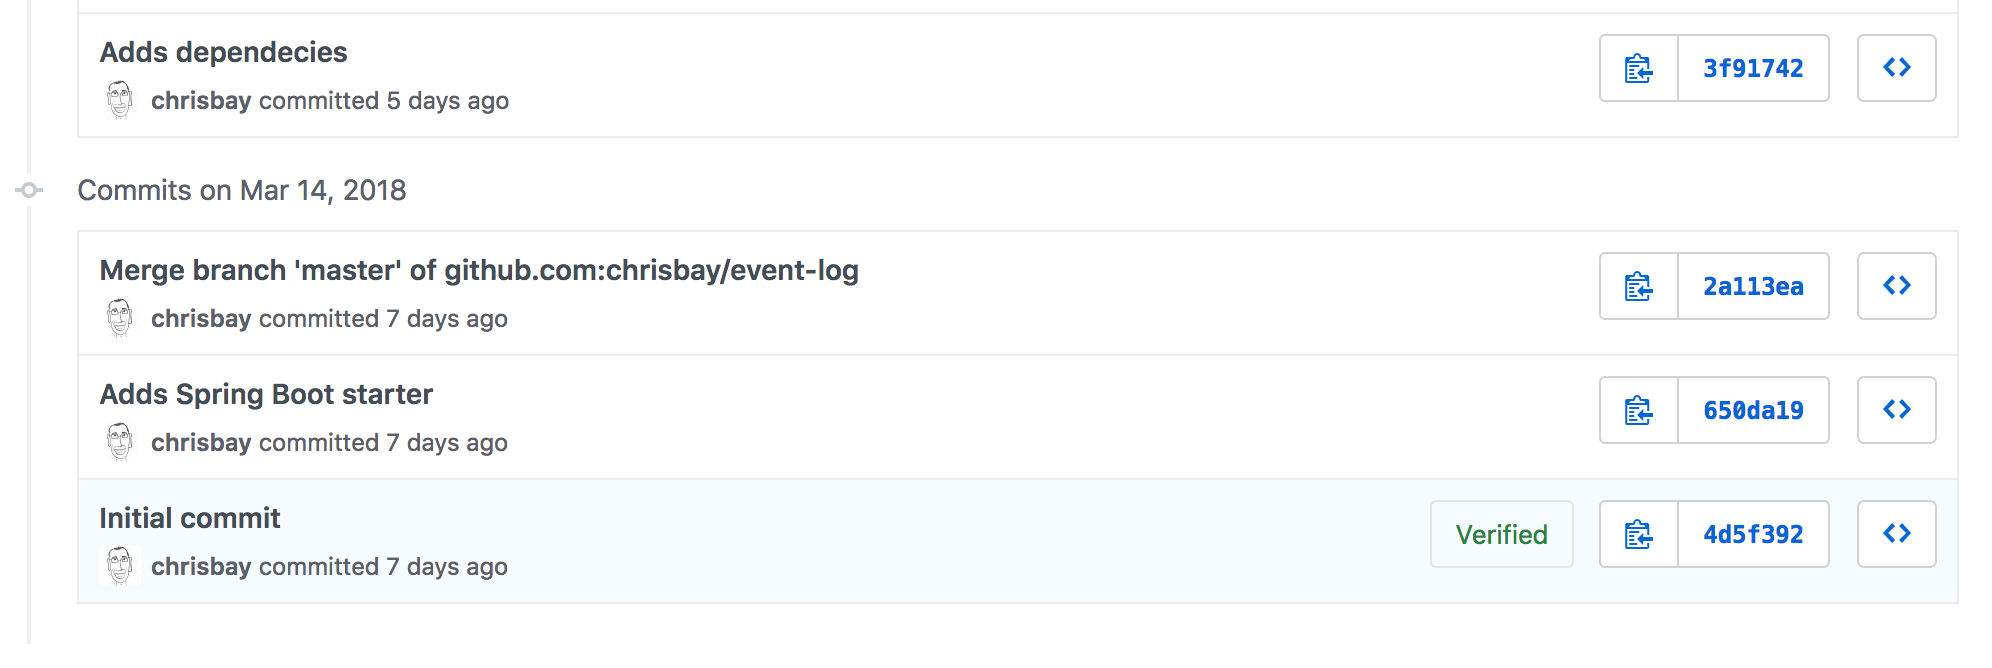 Adds dependecies
3f91742
chrisbay committed 5 days ago
Commits on Mar 14, 2018
Merge branch 'master' of github.com:chrisbay/event-log
2a113ea
chrisbay committed 7 days ago
Adds Spring Boot starter
650da19
chrisbay committed 7 days ago
Initial commit
Verified
4d5f392
chrisbay committed 7 days ago